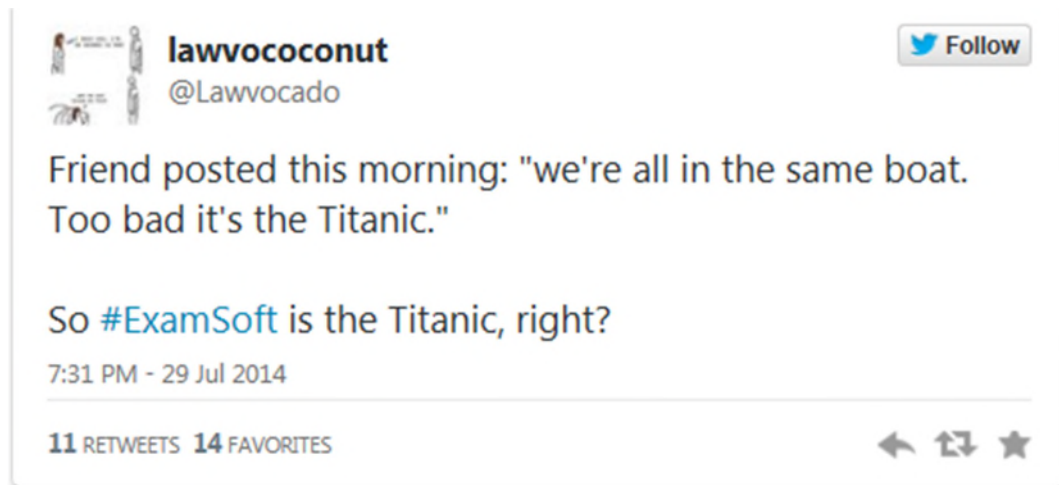 lawvococonut
Follow
@Lawvocado
Friend posted this morning: "we're all in the same boat.
Too bad it's the Titanic."
So #ExamSoft is the Titanic, right?
7:31 PM - 29 Jul 2014
11 RETWEETS 14 FAVORITES